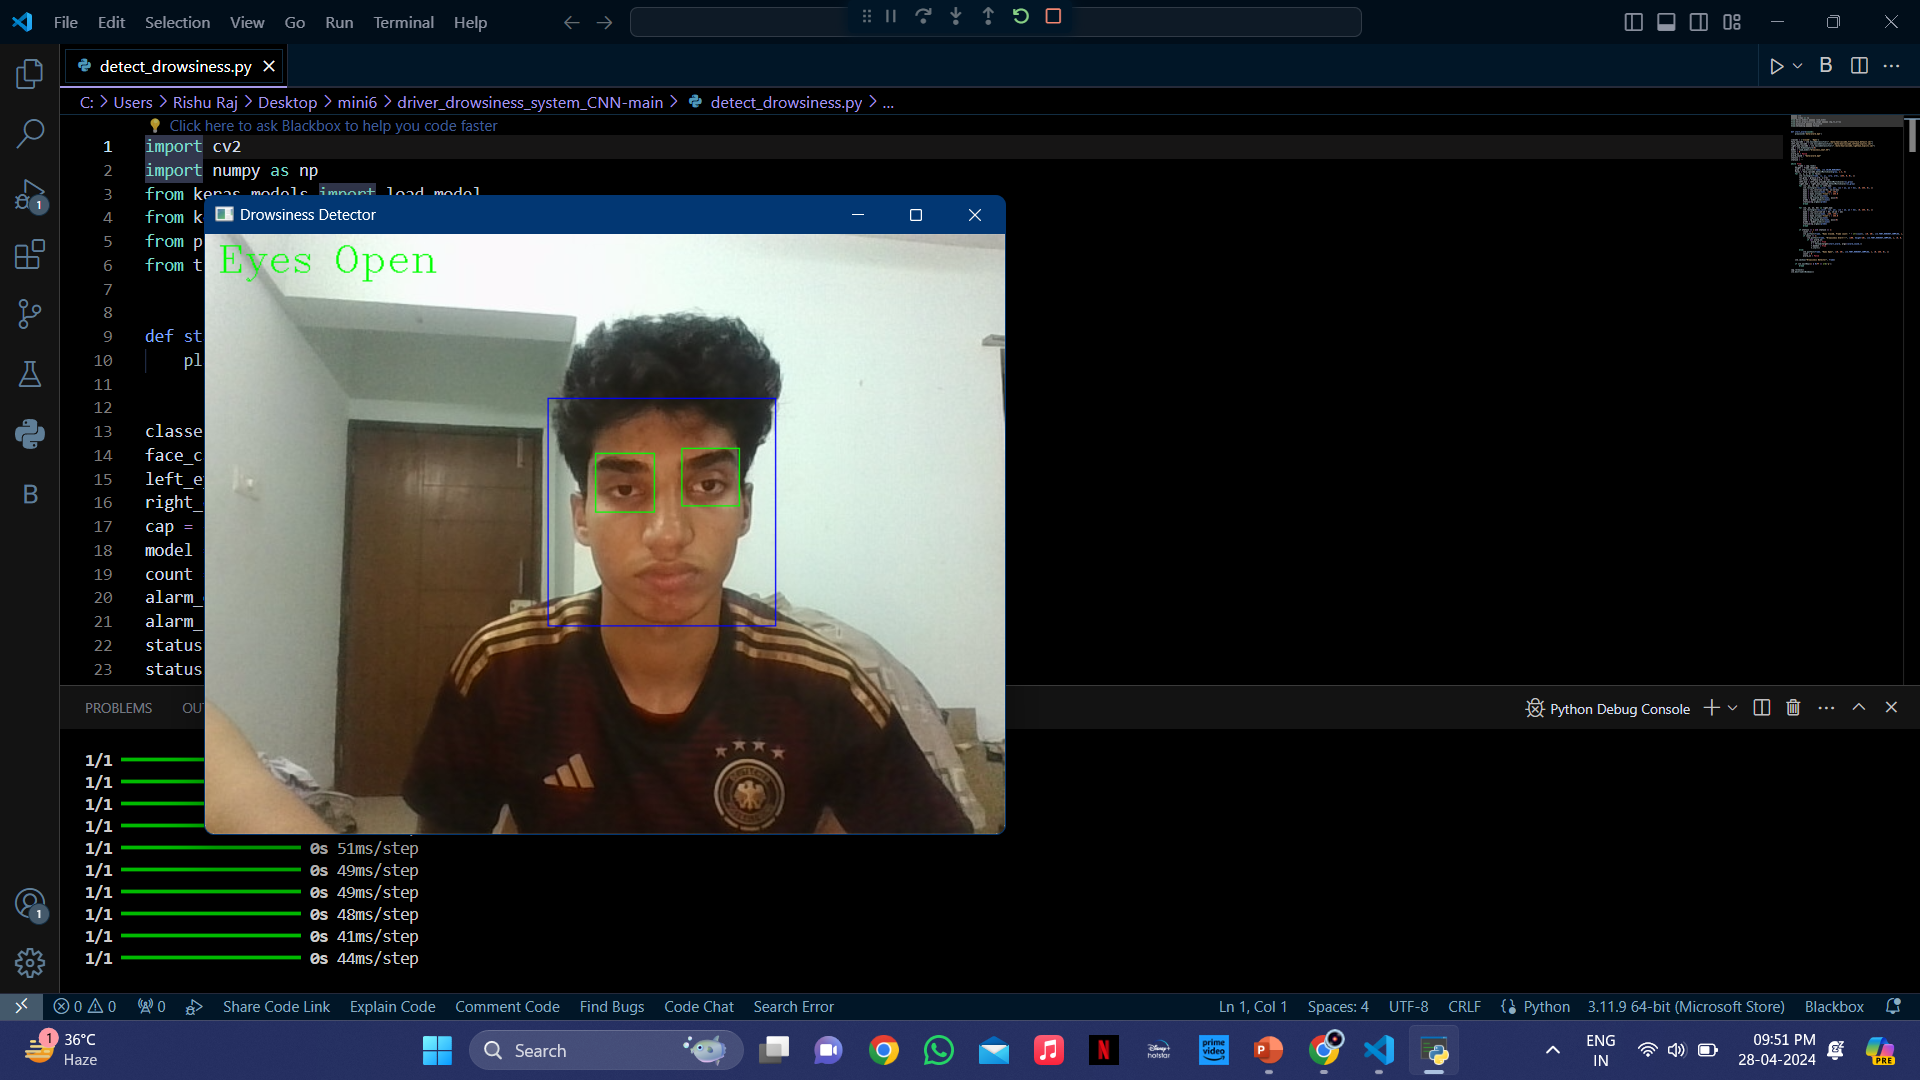 File Edit Selection View Go Run Terminal Help
detect_drowsiness.py
B
C: > Users > Rishu Raj > Desktop > mini6 > driver_drowsiness_system_CNN-main > detect_drowsiness.py > ...
Click here to ask Blackbox to help you code faster
1 import cv2
2 import numpy as np
3 from keras.models import load_model
4 from k
5 from p
6 from t
7
8
9 def st
10 pl
11
12
13 classe
14 face_c
15 left_e
16 right_
17 cap =
18 model
19 count
20 alarm_
21 alarm_
22 status
23 status
Drowsiness Detector
Eyes Open
1
B
PROBLEMS OU
Python Debug Console
1/1
1/1
1/1
1/1
1/1 0s 51ms/step
1/1 0s 49ms/step
1/1 0s 49ms/step
1/1 0s 48ms/step
1/1 0s 41ms/step
1/1 0s 44ms/step
1
0 0 0 Share Code Link Explain Code Comment Code Find Bugs Code Chat Search Error
Ln 1, Col 1 Spaces: 4 UTF-8 CRLF Python 3.11.9 64-bit (Microsoft Store) Blackbox
1
36°C
Haze
Search
N
Disney+
hotstar
prime
video
P
ENG
IN
09:51 PM
28-04-2024
PRE